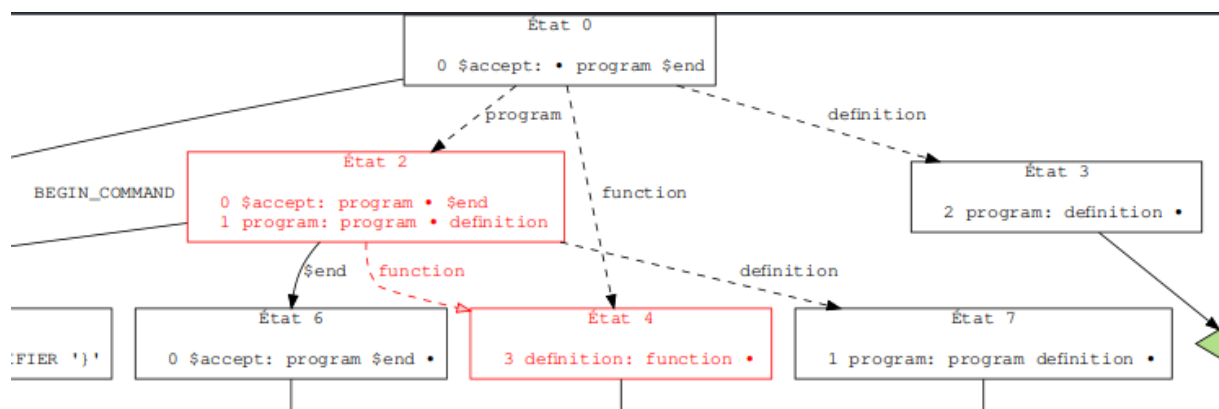 État 0
0 $accept: • program $end
program
definition
État 2
0 $accept: program • $end
1 program: program • definition
BEGIN_COMMAND
function
État 3
2 program: definition •
$end
function
definition
IFIER '}'
État 6
0 $accept: program $end •
État 4
3 definition: function •
État 7
1 program: program definition •